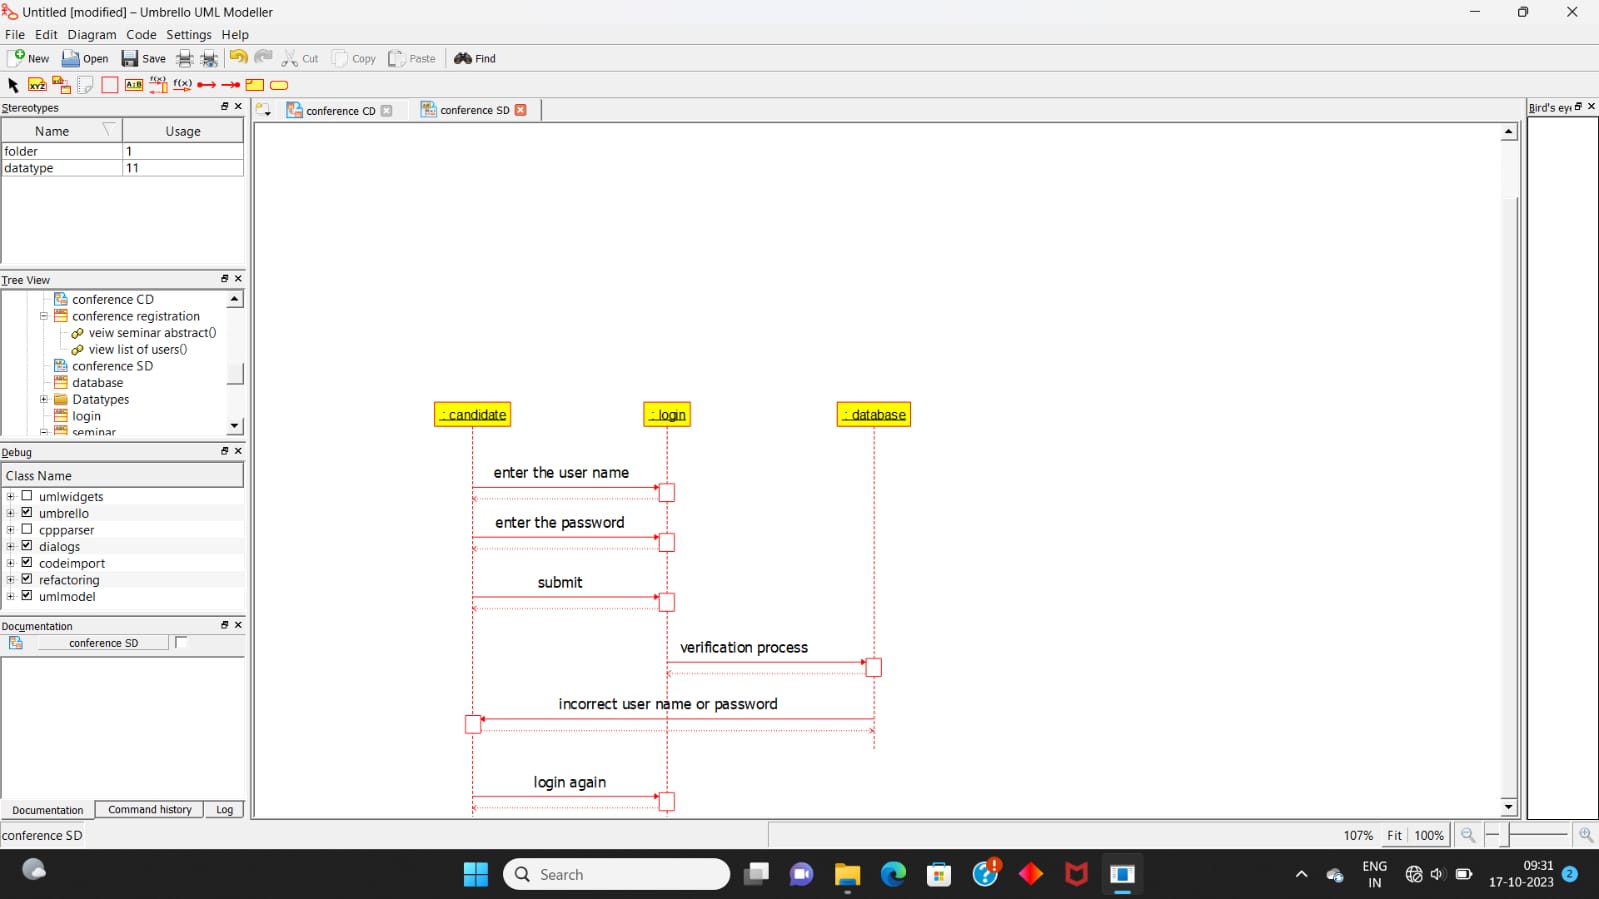 Untitled [modified] – Umbrello UML Modeller
File Edit Diagram Code Settings Help
New Open Save Cut Copy Paste Find
XYZ A:B f(x) f(x)
Stereotypes
Name Usage
folder 1
datatype 11
conference CD conference SD
Bird's eye
Tree View
conference CD
conference registration
veiw seminar abstract()
view list of users()
conference SD
database
Datatypes
login
seminar
Debug
Class Name
umlwidgets
umbrello
cppparser
dialogs
codeimport
refactoring
umlmodel
Documentation
conference SD
Documentation Command history Log
: candidate : login : database
enter the user name
enter the password
submit
verification process
incorrect user name or password
login again
conference SD 107% Fit 100%
Search
ENG
IN
09:31
17-10-2023
2